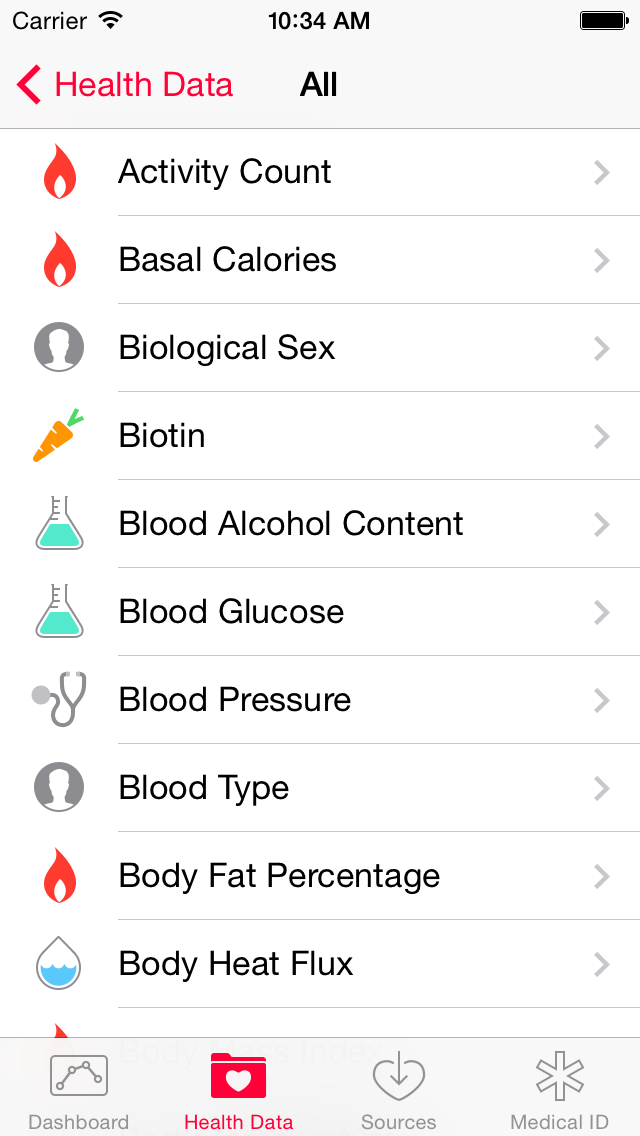 Carrier 10:34 AM
Health Data All
Activity Count
Basal Calories
Biological Sex
Biotin
Blood Alcohol Content
Blood Glucose
Blood Pressure
Blood Type
Body Fat Percentage
Body Heat Flux
Body Mass Index
Dashboard Health Data Sources Medical ID